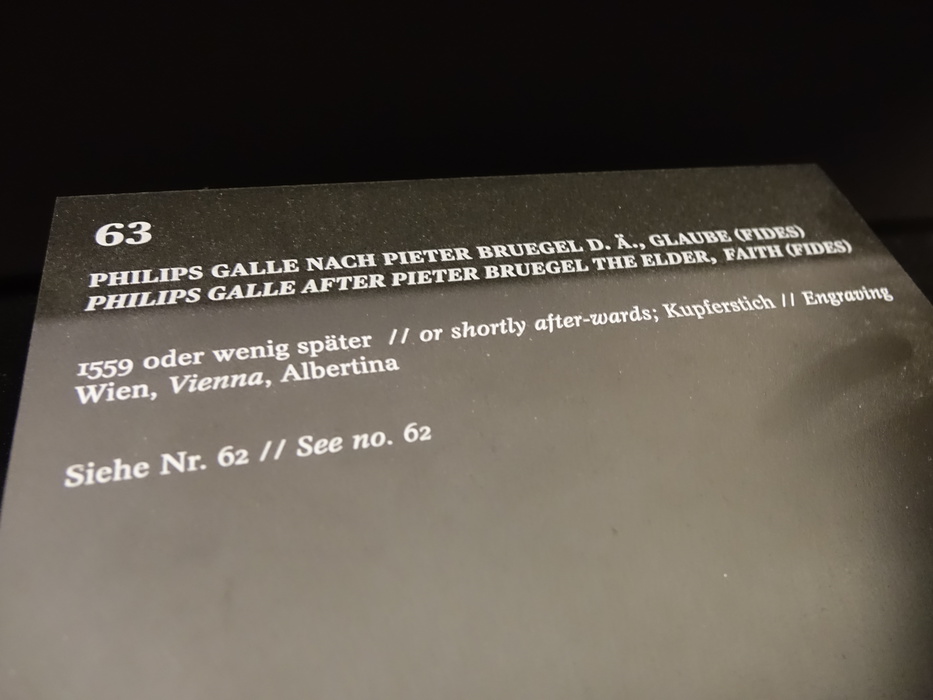 63
PHILIPS GALLE NACH PIETER BRUEGEL D. Ä., GLAUBE (FIDES)
PHILIPS GALLE AFTER PIETER BRUEGEL THE ELDER, FAITH (FIDES)
1559 oder wenig später // or shortly after-wards; Kupferstich // Engraving
Wien, Vienna, Albertina
Siehe Nr. 62 // See no. 62